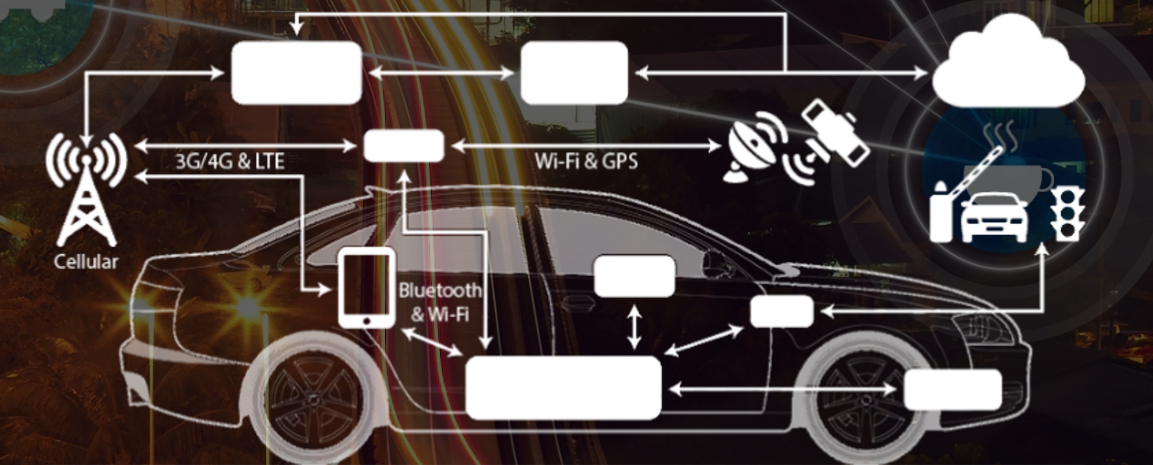 3G/4G & LTE
Wi-Fi & GPS
Cellular
Bluetooth
& Wi-Fi